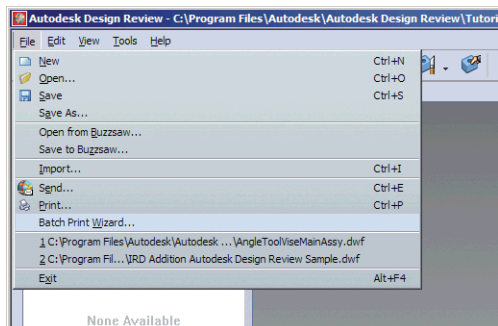 Autodesk Design Review - C:\Program Files\Autodesk\Autodesk Design Review\Tutori
File Edit View Tools Help
New Ctrl+N
Open... Ctrl+O
Save Ctrl+S
Save As...
Open from Buzzsaw...
Save to Buzzsaw...
Import... Ctrl+I
Send... Ctrl+E
Print... Ctrl+P
Batch Print Wizard...
1 C:\Program Files\Autodesk\Autodesk ...\AngleToolViseMainAssy.dwf
2 C:\Program Fil...\IRD Addition Autodesk Design Review Sample.dwf
Exit Alt+F4
None Available